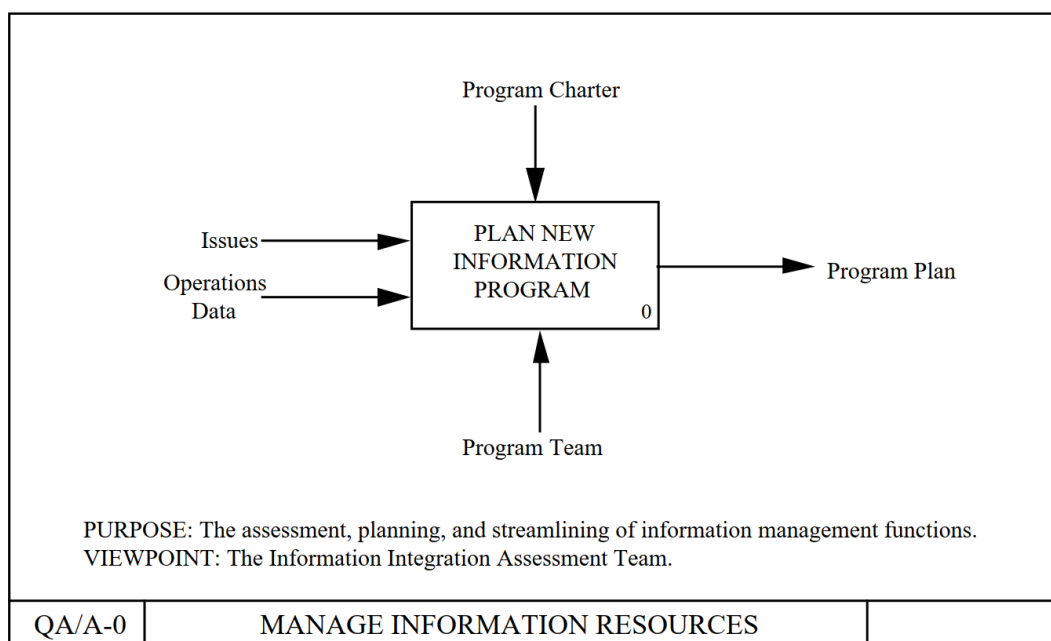 Program Charter
PLAN NEW
INFORMATION
PROGRAM
0
Issues
Operations
Data
Program Plan
Program Team
PURPOSE: The assessment, planning, and streamlining of information management functions.
VIEWPOINT: The Information Integration Assessment Team.
QA/A-0
MANAGE INFORMATION RESOURCES